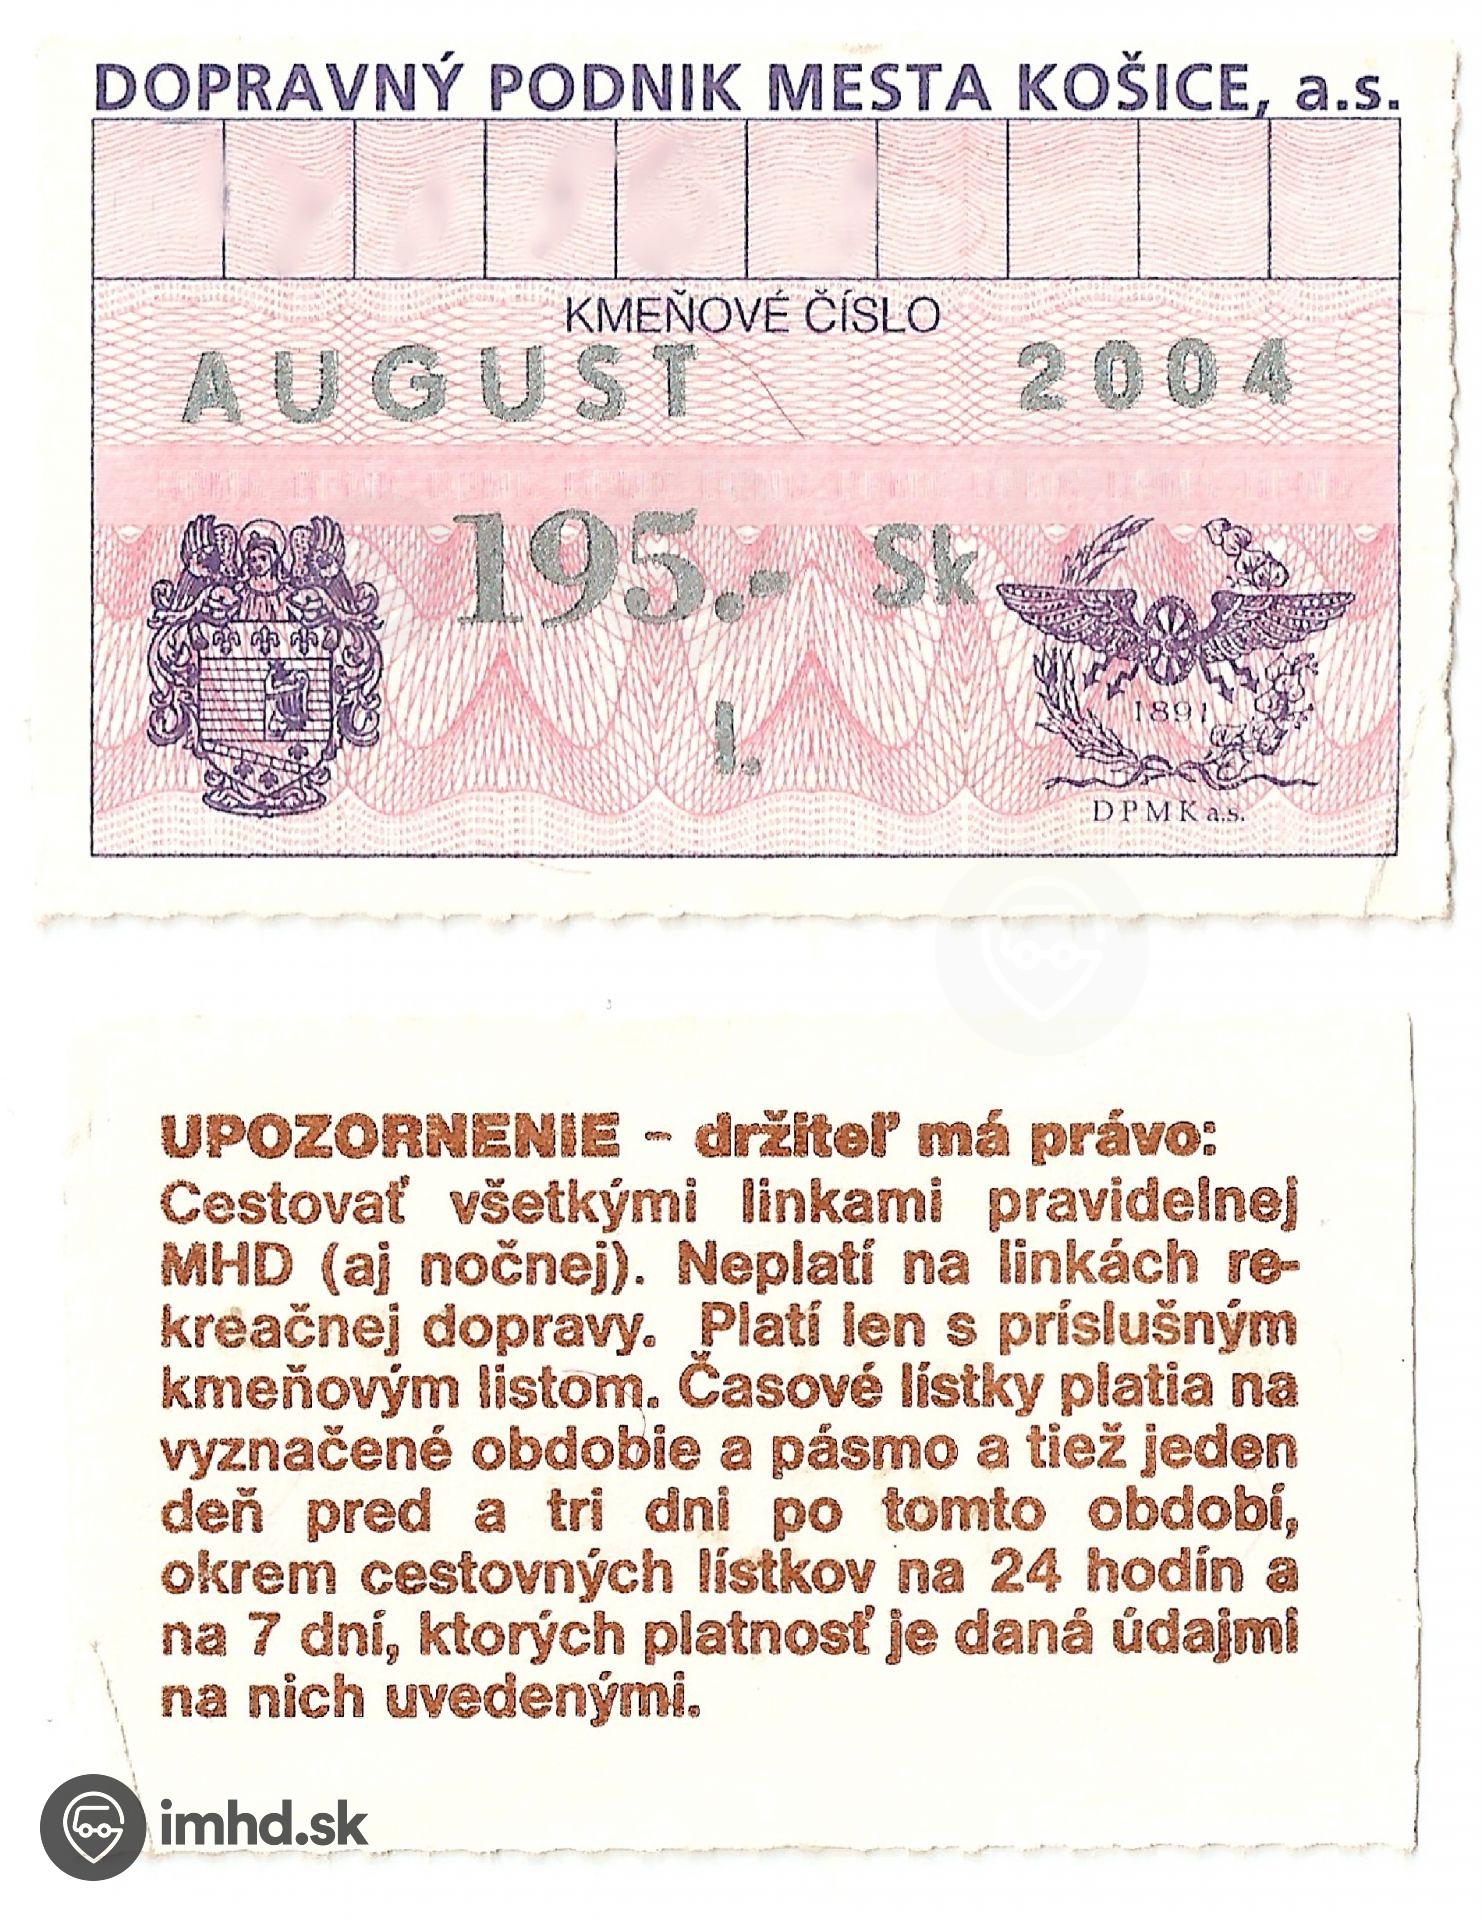 DOPRAVNÝ PODNIK MESTA KOŠICE, a.s.
KMEŇOVÉ ČÍSLO
AUGUST 2004
195.- Sk
I.
1891
DPMK a.s.
UPOZORNENIE - držiteľ má právo:
Cestovať všetkými linkami pravidelnej
MHD (aj nočnej). Neplatí na linkách re-
kreačnej dopravy. Platí len s príslušným
kmeňovým listom. Časové lístky platia na
vyznačené obdobie a pásmo a tiež jeden
deň pred a tri dni po tomto období,
okrem cestovných lístkov na 24 hodín a
na 7 dní, ktorých platnosť je daná údajmi
na nich uvedenými.
imhd.sk